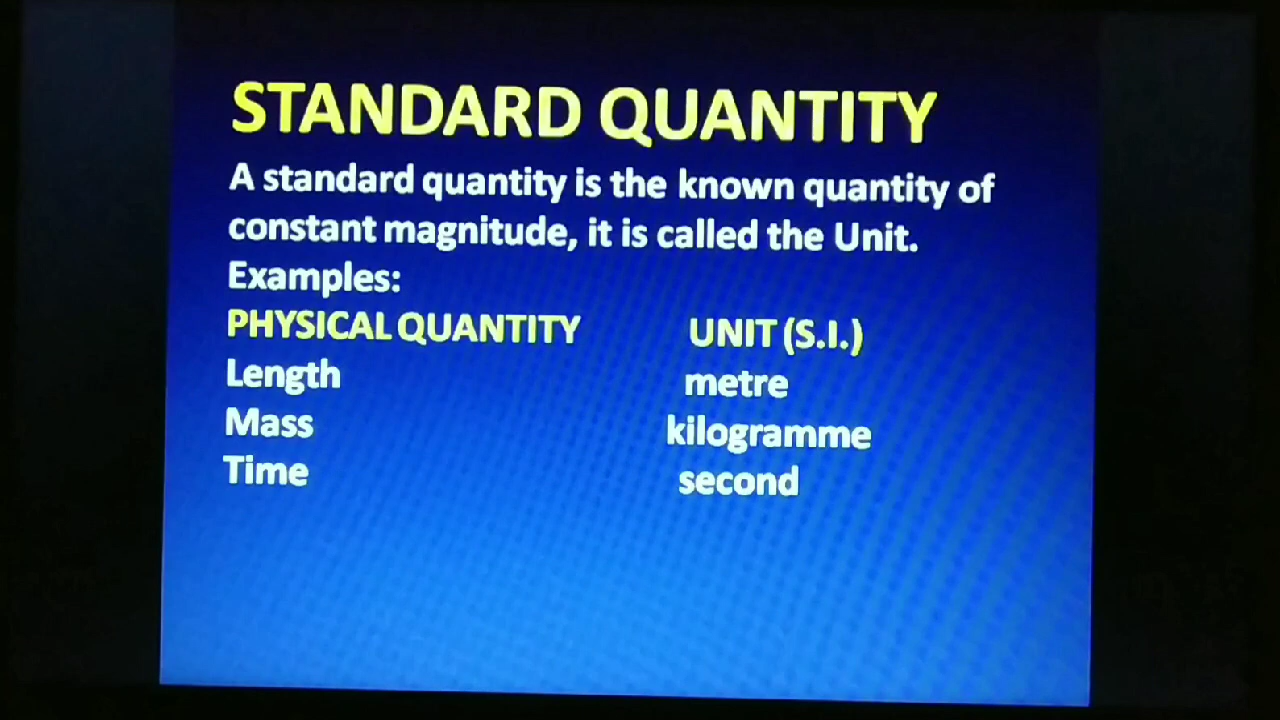 STANDARD QUANTITY
A standard quantity is the known quantity of
constant magnitude, it is called the Unit.
Examples:
PHYSICAL QUANTITY UNIT (S.I.)
Length metre
Mass kilogramme
Time second